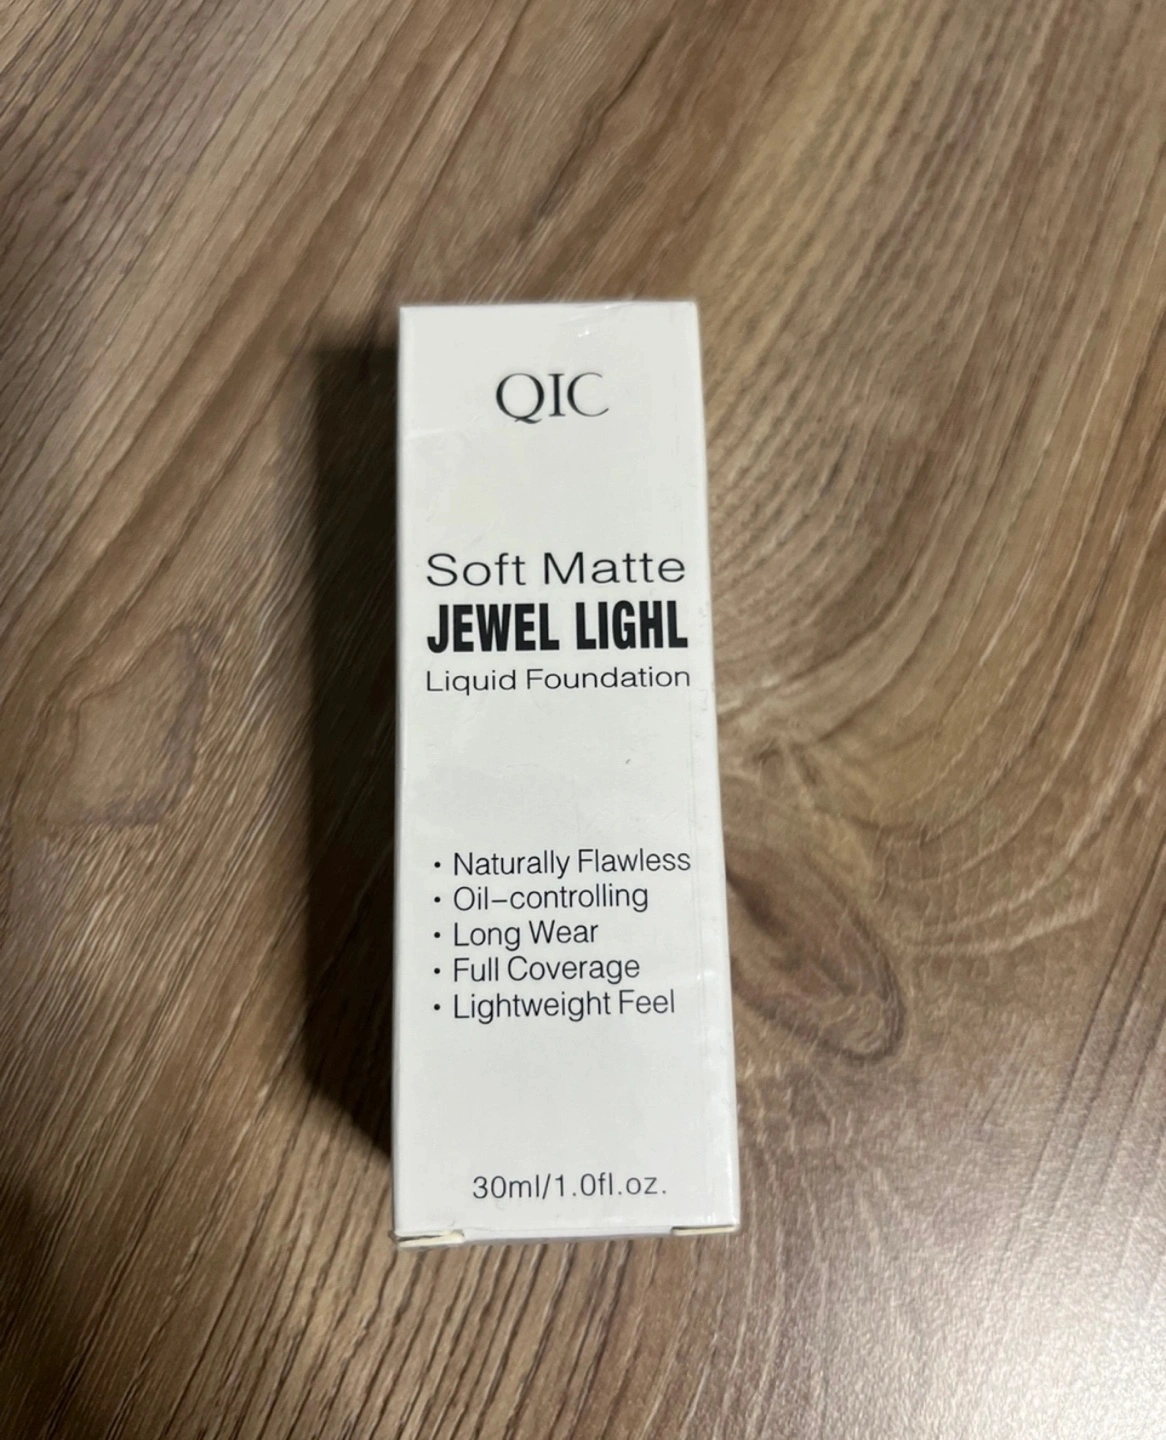 QIC
Soft Matte
JEWEL LIGHL
Liquid Foundation
· Naturally Flawless
· Oil-controlling
· Long Wear
· Full Coverage
· Lightweight Feel
30ml/1.0fl.oz.